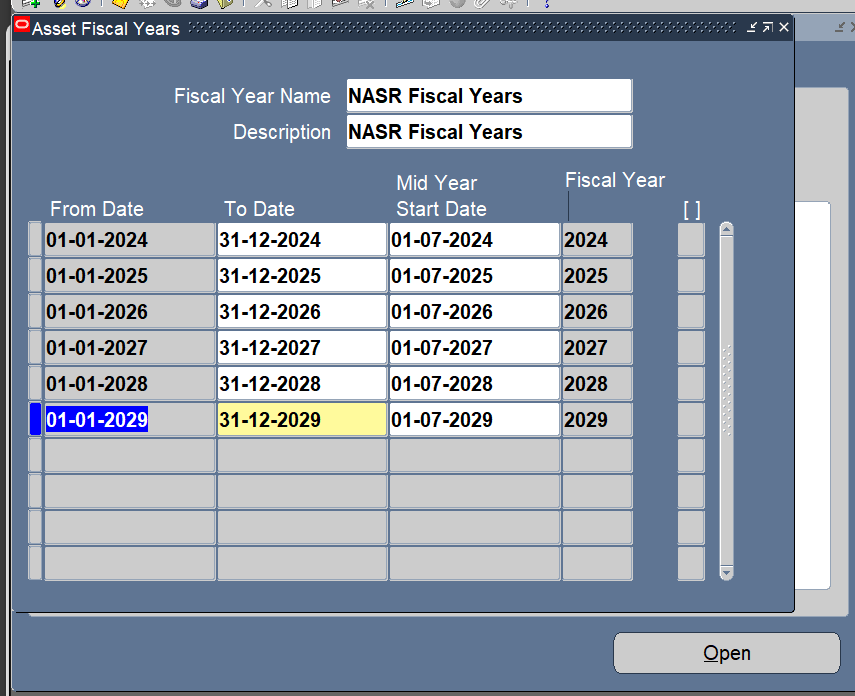 Asset Fiscal Years
Fiscal Year Name NASR Fiscal Years
Description NASR Fiscal Years
Mid Year Fiscal Year
From Date To Date Start Date [ ]
01-01-2024 31-12-2024 01-07-2024 2024
01-01-2025 31-12-2025 01-07-2025 2025
01-01-2026 31-12-2026 01-07-2026 2026
01-01-2027 31-12-2027 01-07-2027 2027
01-01-2028 31-12-2028 01-07-2028 2028
01-01-2029 31-12-2029 01-07-2029 2029
Open